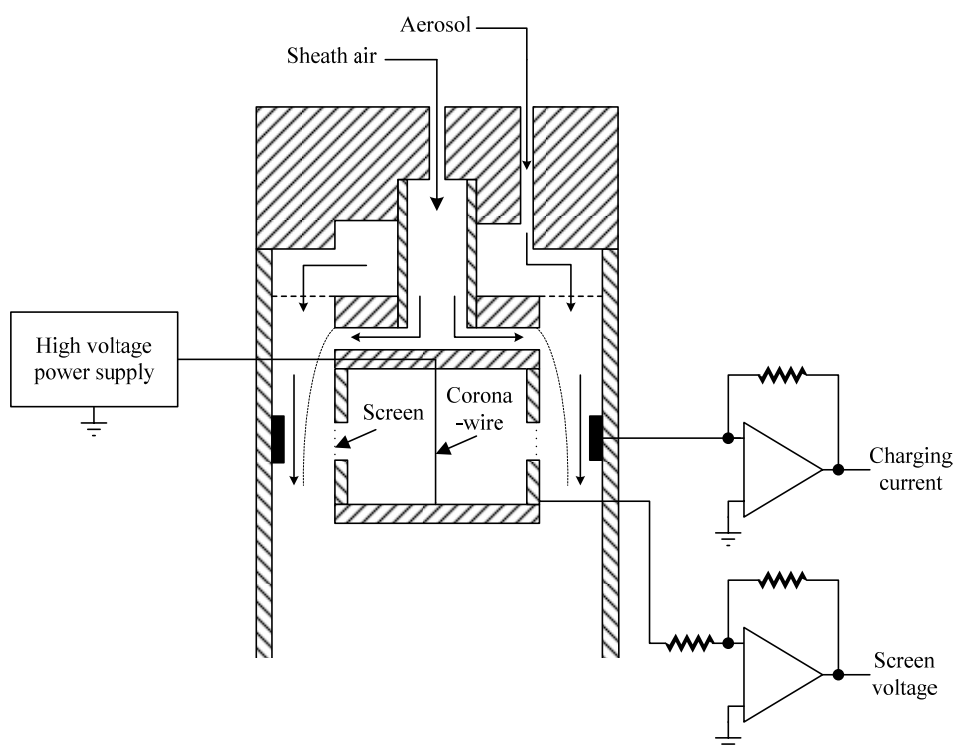 Aerosol
Sheath air
High voltage
power supply
Screen
Corona
-wire
Charging
current
Screen
voltage